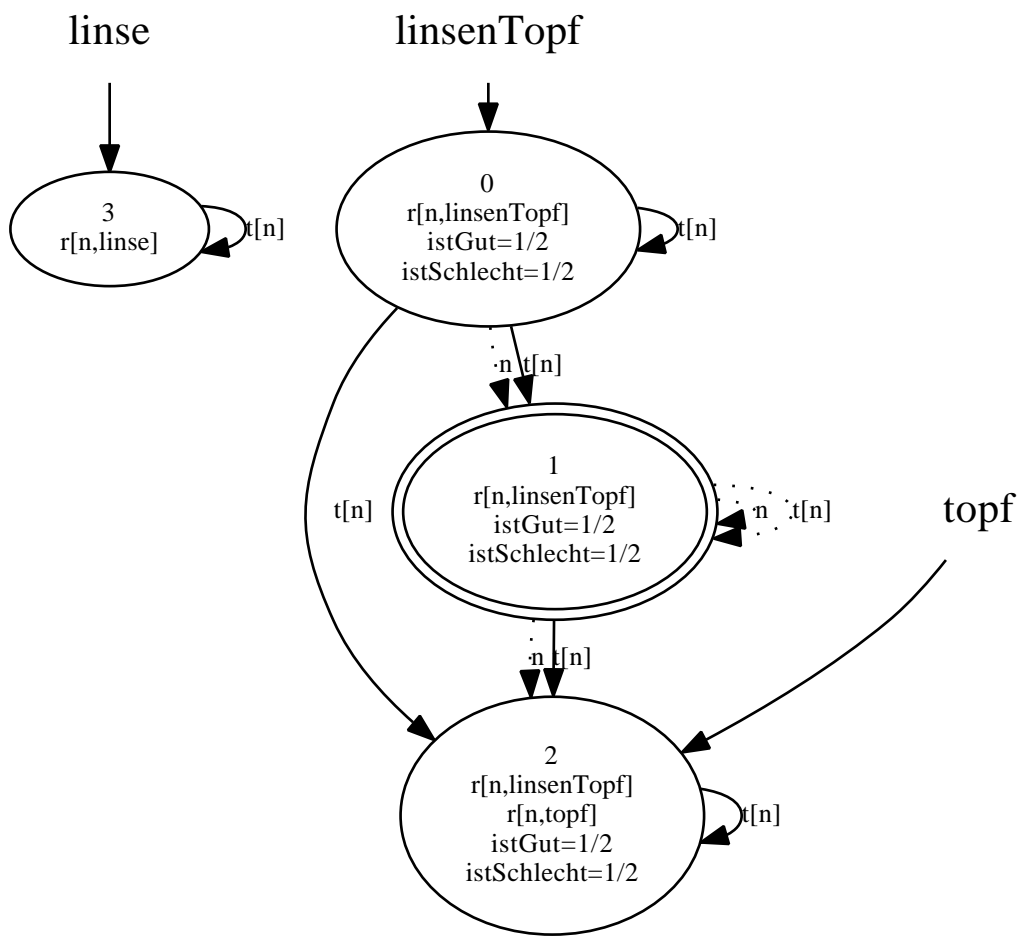 linse
linsenTopf
3
r[n,linse]
t[n]
0
r[n,linsenTopf]
istGut=1/2
istSchlecht=1/2
t[n]
n
t[n]
t[n]
1
r[n,linsenTopf]
istGut=1/2
istSchlecht=1/2
n
t[n]
topf
n
t[n]
2
r[n,linsenTopf]
r[n,topf]
istGut=1/2
istSchlecht=1/2
t[n]